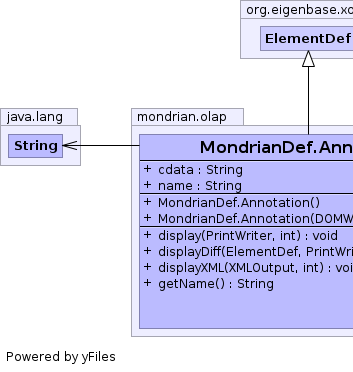 org.eigenbase.xo
ElementDef
java.lang
String
mondrian.olap
MondrianDef.Ann
+ cdata : String
+ name : String
+ MondrianDef.Annotation()
+ MondrianDef.Annotation(DOMW
+ display(PrintWriter, int) : void
+ displayDiff(ElementDef, PrintWri
+ displayXML(XMLOutput, int) : voi
+ getName() : String
Powered by yFiles